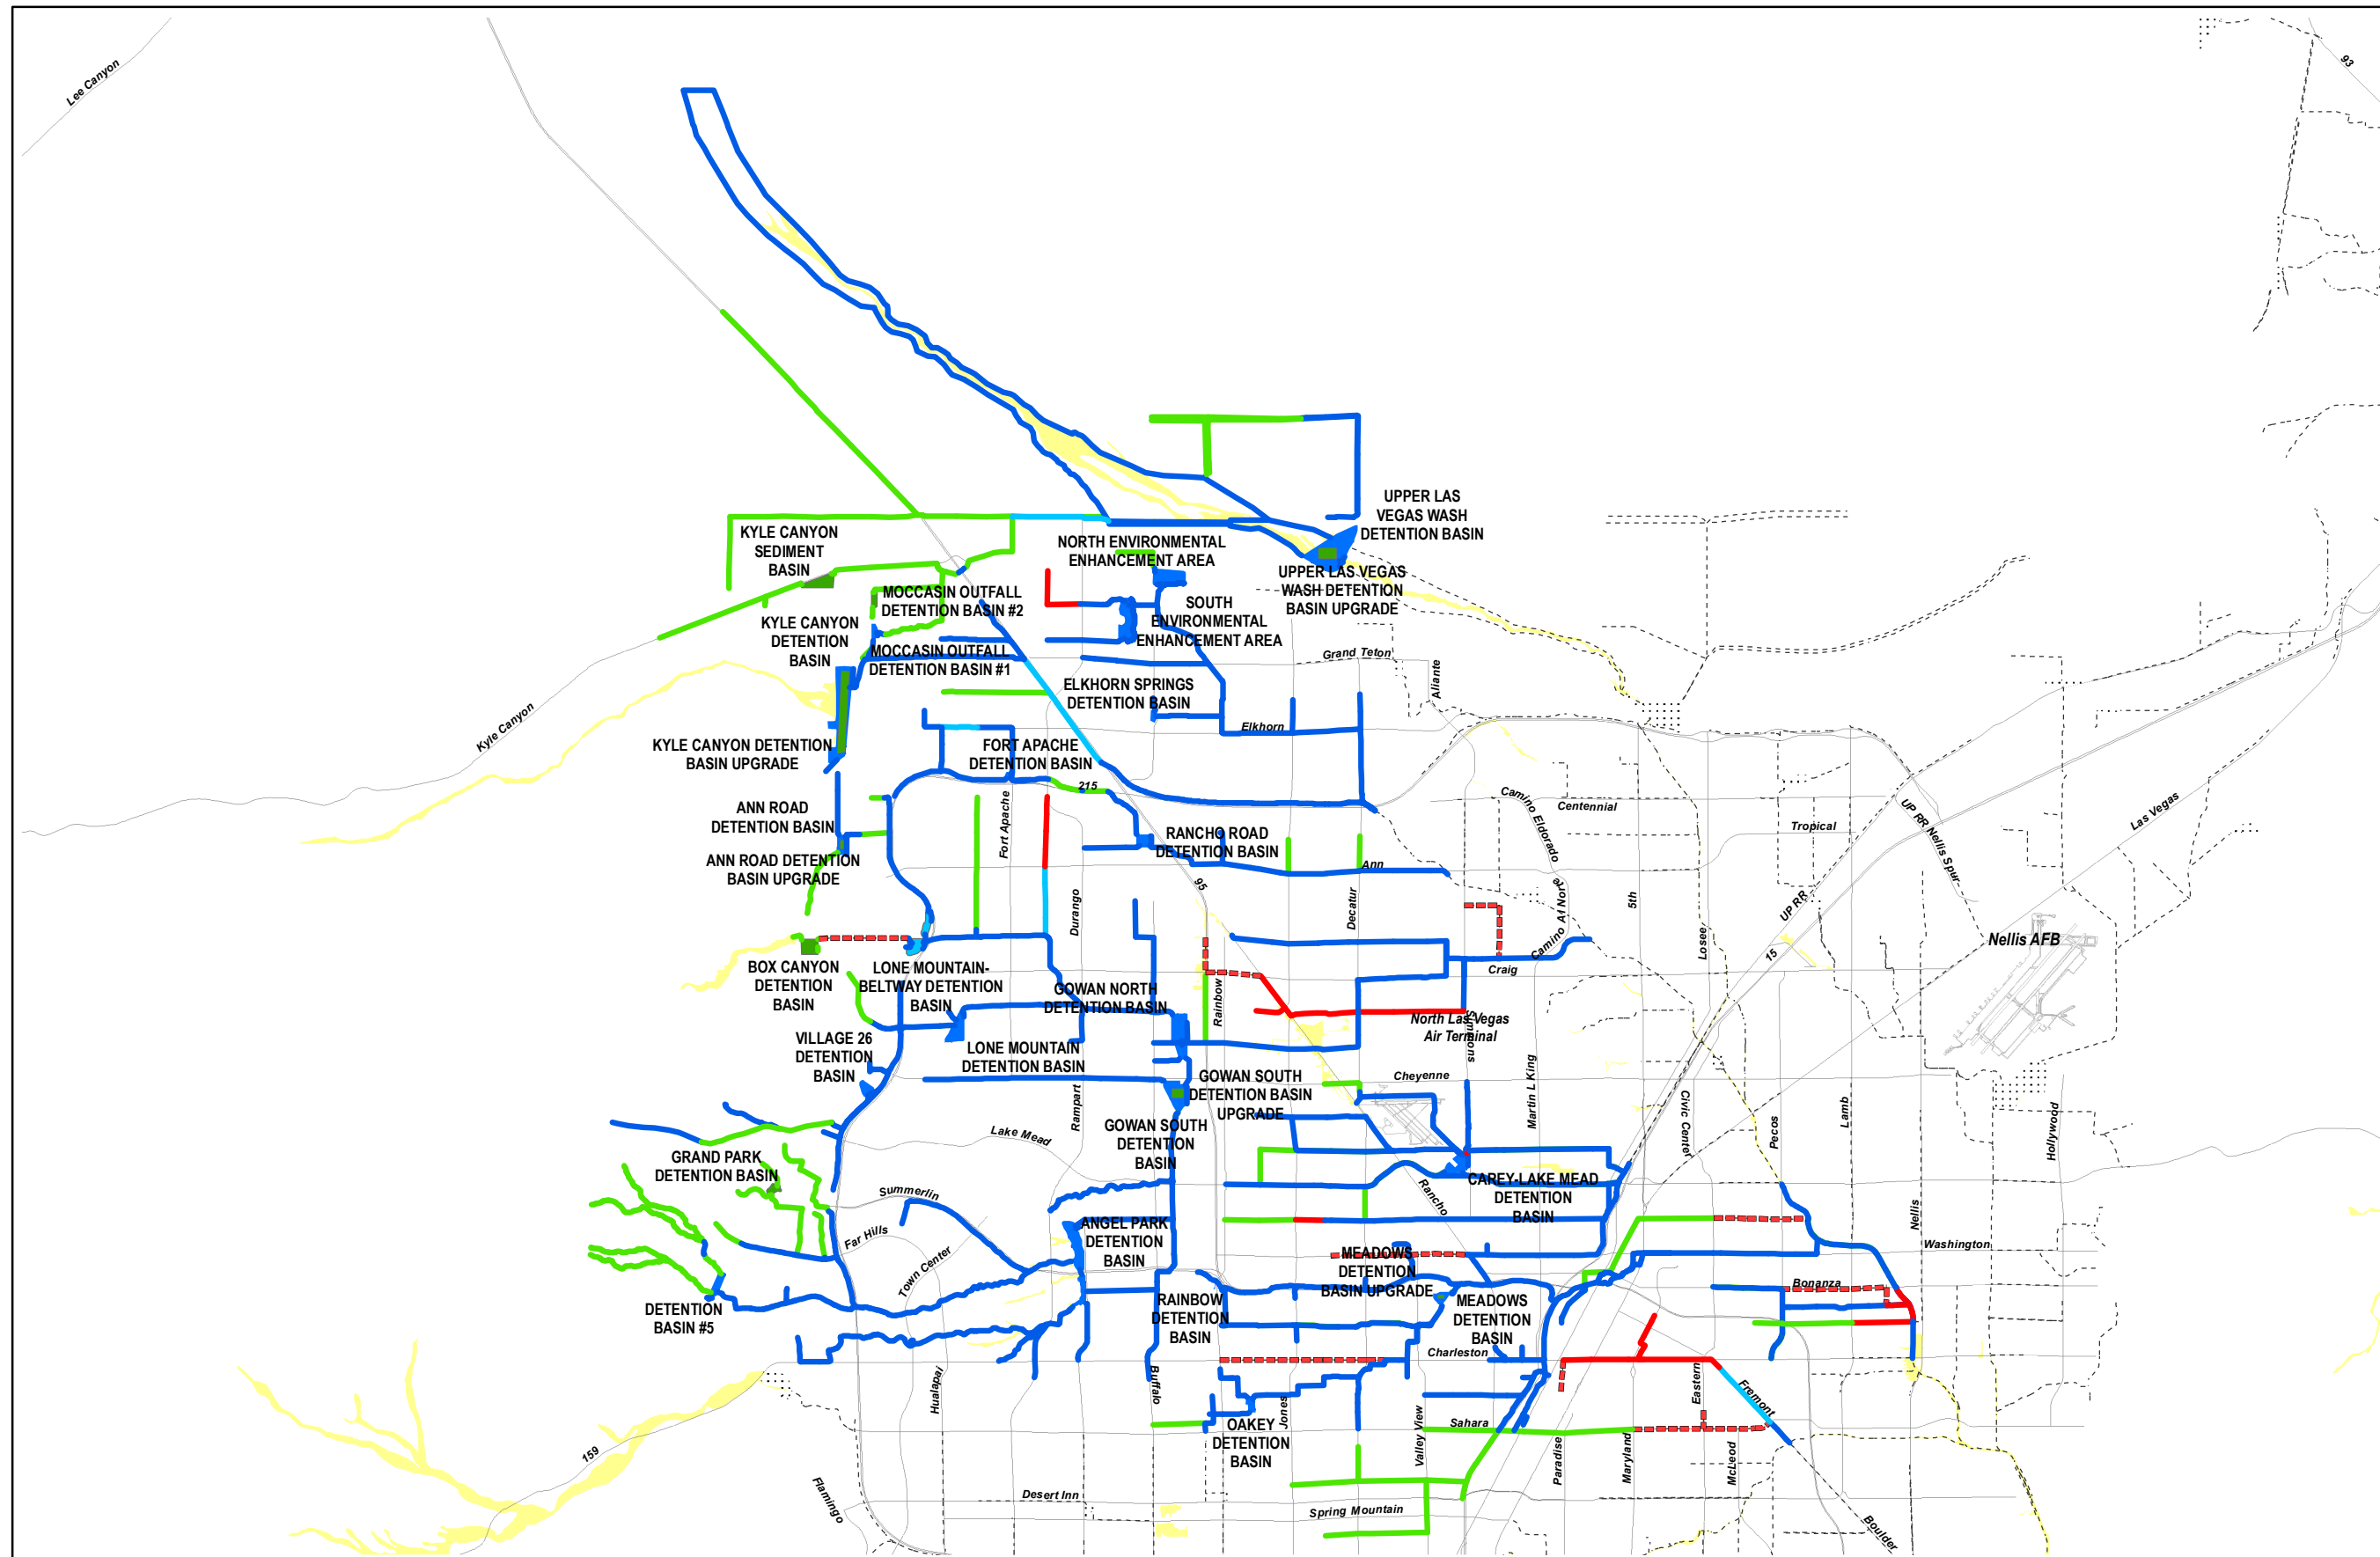 Lee Canyon
93
UPPER LAS
VEGAS WASH
DETENTION BASIN
KYLE CANYON
SEDIMENT
BASIN
NORTH ENVIRONMENTAL
ENHANCEMENT AREA
UPPER LAS VEGAS
WASH DETENTION
BASIN UPGRADE
MOCCASIN OUTFALL
DETENTION BASIN #2
SOUTH
ENVIRONMENTAL
ENHANCEMENT AREA
KYLE CANYON
DETENTION
BASIN
MOCCASIN OUTFALL
DETENTION BASIN #1
Grand Teton
Aliante
ELKHORN SPRINGS
DETENTION BASIN
Kyle Canyon
Elkhorn
KYLE CANYON DETENTION
BASIN UPGRADE
FORT APACHE
DETENTION BASIN
215
ANN ROAD
DETENTION BASIN
Fort Apache
RANCHO ROAD
DETENTION BASIN
Camino Eldorado
Centennial
Tropical
UP RR Nellis Spur
Las Vegas
ANN ROAD DETENTION
BASIN UPGRADE
Ann
95
Durango
Decatur
Camino Al Norte
5th
UP RR
Losee
15
Nellis AFB
BOX CANYON
DETENTION
BASIN
LONE MOUNTAIN-
BELTWAY DETENTION
BASIN
GOWAN NORTH
DETENTION BASIN
Rainbow
Craig
North Las Vegas
Air Terminal
Simmons
VILLAGE 26
DETENTION
BASIN
LONE MOUNTAIN
DETENTION BASIN
GOWAN SOUTH
DETENTION BASIN
UPGRADE
Cheyenne
Martin L King
Civic Center
Pecos
Lamb
Hollywood
Rampart
Lake Mead
GOWAN SOUTH
DETENTION
BASIN
GRAND PARK
DETENTION BASIN
Summerlin
Rancho
CAREY-LAKE MEAD
DETENTION
BASIN
Nellis
Far Hills
Town Center
ANGEL PARK
DETENTION
BASIN
MEADOWS
DETENTION
BASIN UPGRADE
Washington
Bonanza
DETENTION
BASIN #5
RAINBOW
DETENTION
BASIN
MEADOWS
DETENTION
BASIN
Charleston
Hualapai
Buffalo
Jones
Eastern
Fremont
OAKEY
DETENTION
BASIN
Valley View
Sahara
Paradise
Maryland
McLeod
159
Flamingo
Desert Inn
Spring Mountain
Boulder